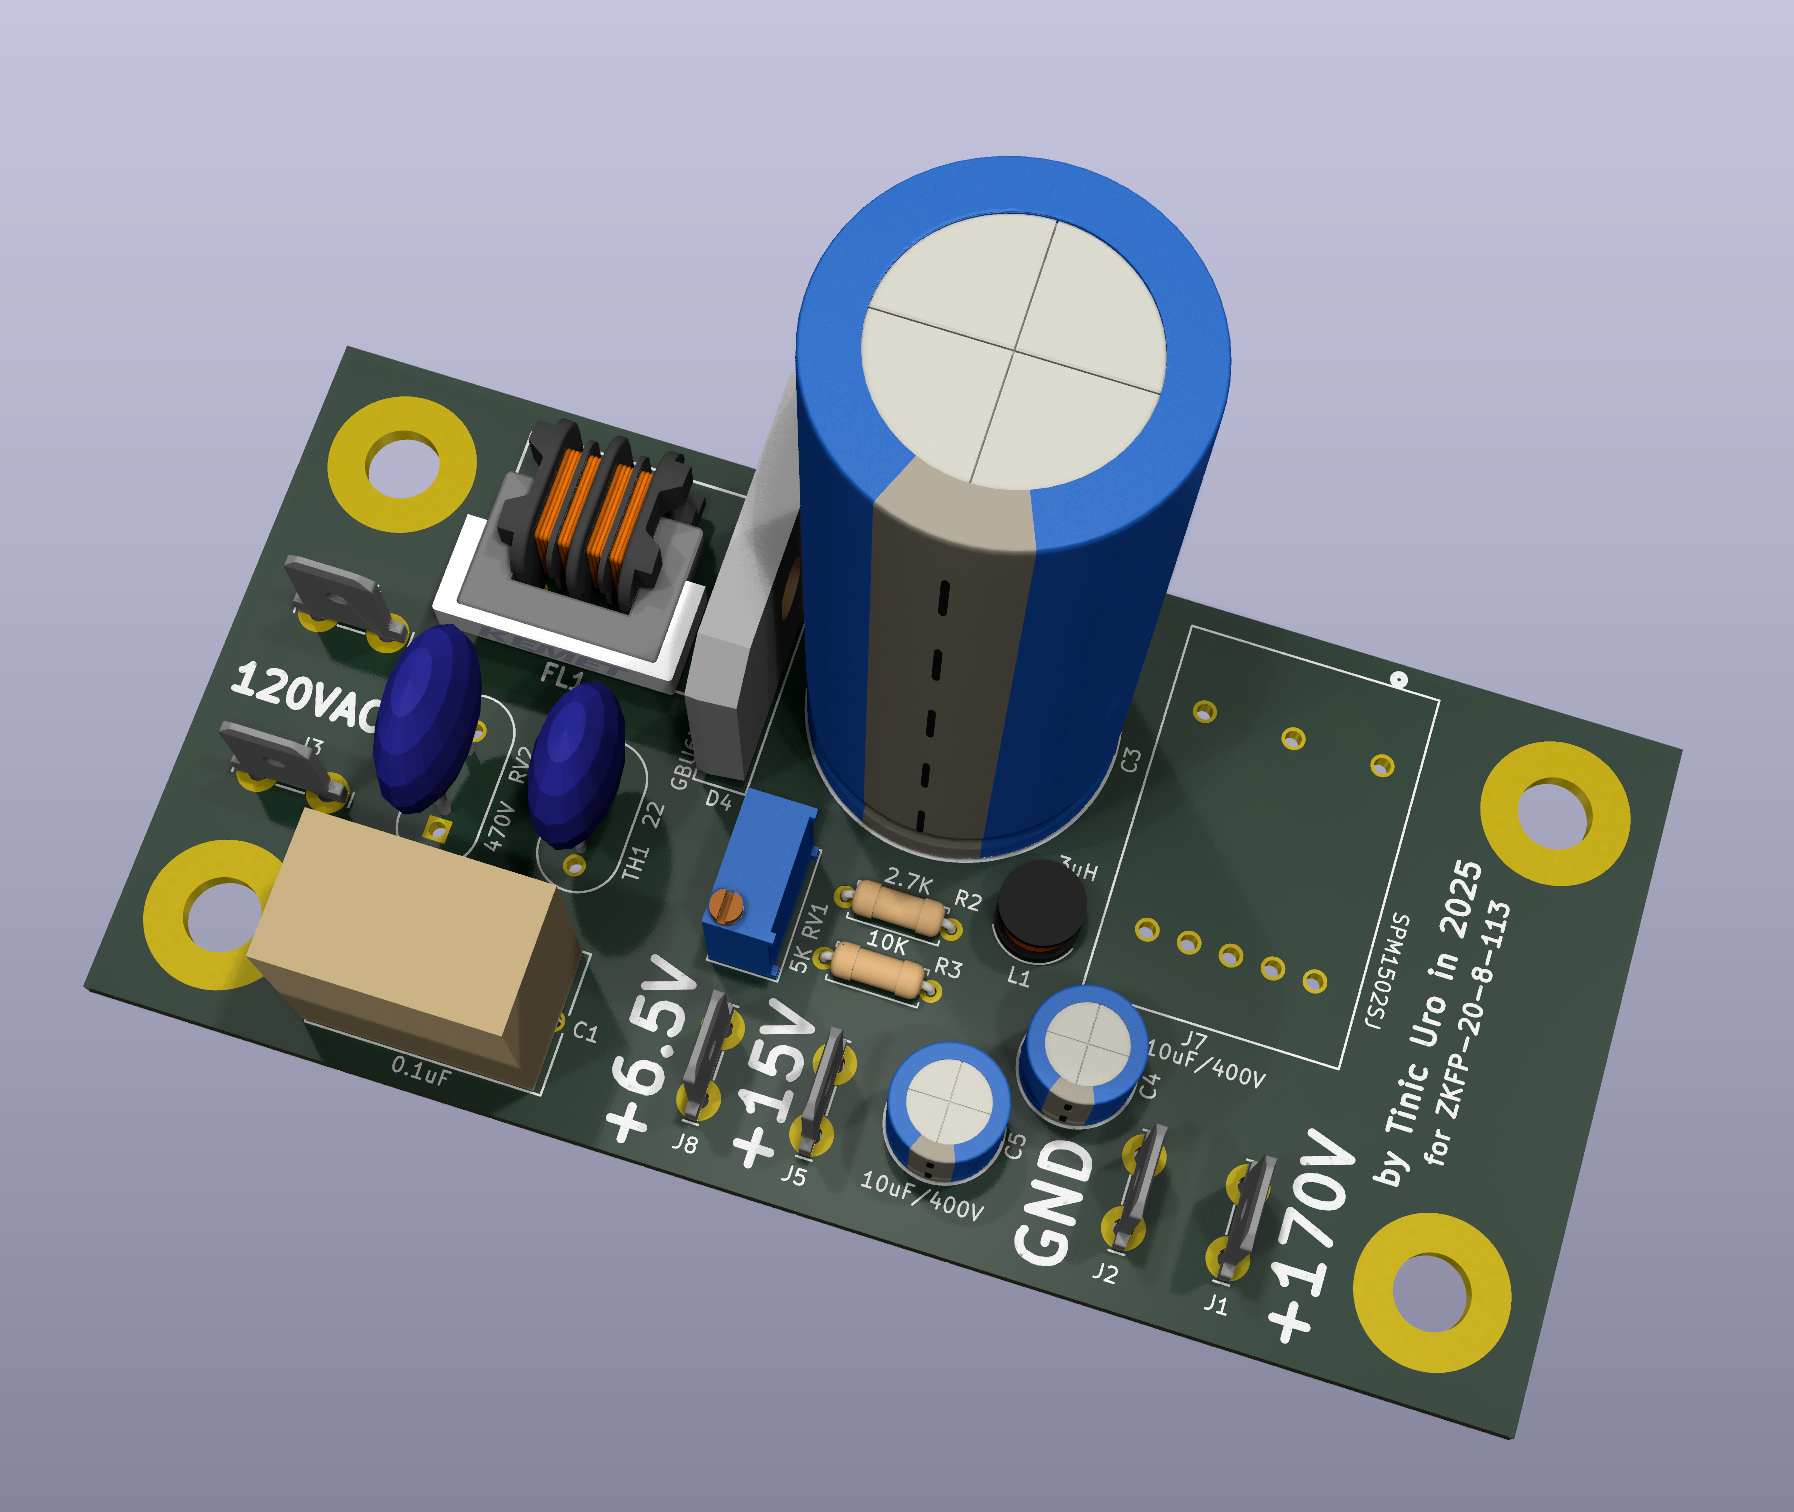 FL1
120VAC
J3
RV2
470V
TH1 22
D4
C3
2.7K
R2
3uH
10K
R3
L1
5K RV1
C1
0.1uF
+6.5V
J8
+15V
J5
C5
10uF/400V
J7
10uF/400V
C4
SPM1502SJ
GND
J2
+170V
J1
by Tinic Uro in 2025
for ZKFP-20-8-113